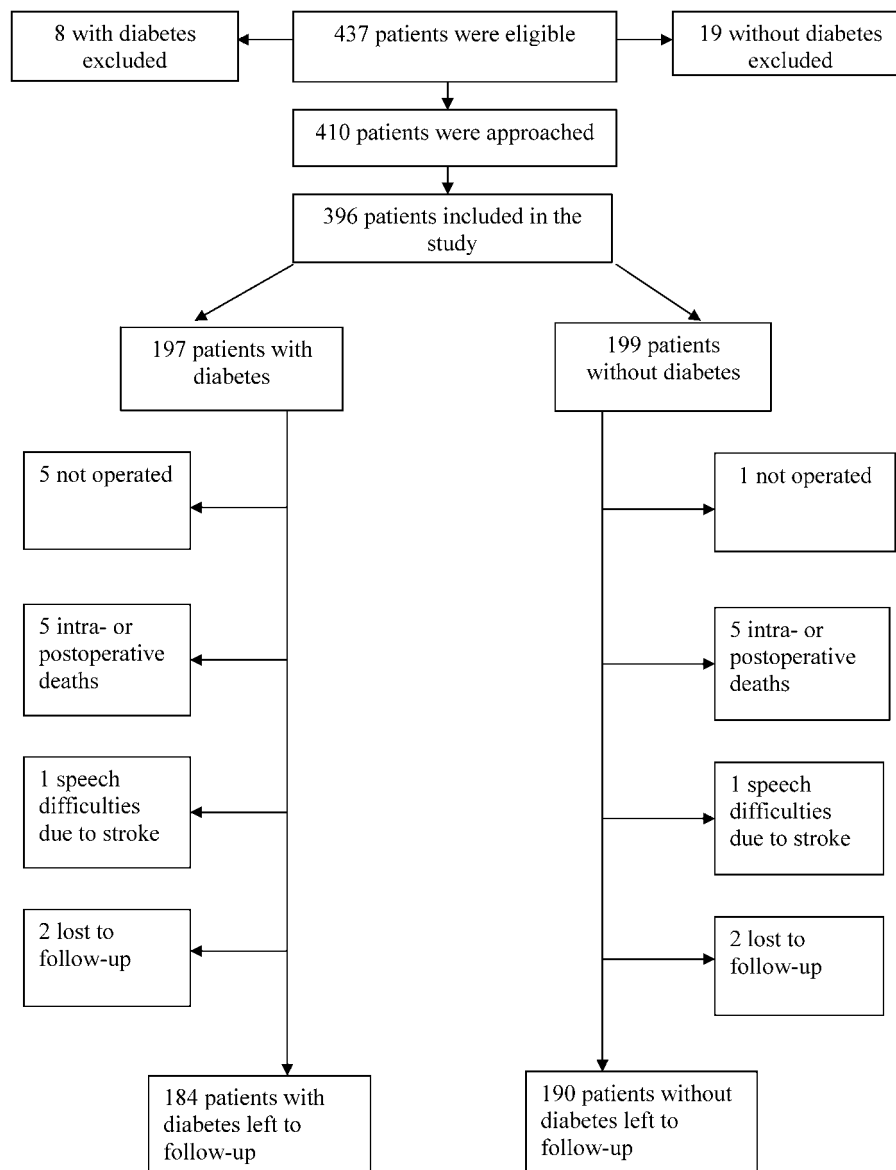 8 with diabetes
excluded
437 patients were eligible
19 without diabetes
excluded
410 patients were approached
396 patients included in the
study
197 patients with
diabetes
199 patients
without diabetes
5 not operated
1 not operated
5 intra- or
postoperative
deaths
5 intra- or
postoperative
deaths
1 speech
difficulties
due to stroke
1 speech
difficulties
due to stroke
2 lost to
follow-up
2 lost to
follow-up
184 patients with
diabetes left to
follow-up
190 patients without
diabetes left to
follow-up